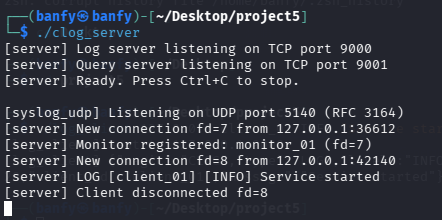 ┌──(banfy㉿banfy)-[~/Desktop/project5]
└─$ ./clog_server
[server] Log server listening on TCP port 9000
[server] Query server listening on TCP port 9001
[server] Ready. Press Ctrl+C to stop.
[syslog_udp] Listening on UDP port 5140 (RFC 3164)
[server] New connection fd=7 from 127.0.0.1:36612
[server] Monitor registered: monitor_01 (fd=7)
[server] New connection fd=8 from 127.0.0.1:42140
[server] LOG [client_01] [INFO] Service started
[server] Client disconnected fd=8